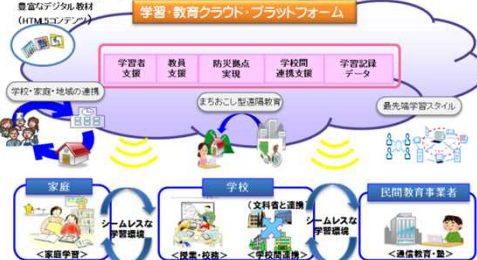 豊富なデジタル教材
(HTML5コンテンツ)
学習・教育クラウド・プラットフォーム
学習者
支援
教員
支援
防災拠点
実現
学校間
連携支援
学習記録
データ
学校・家庭・地域の連携
まちおこし型遠隔教育
最先端学習スタイル
家庭
学校
民間教育事業者
(文科省と連携)
シームレスな
学習環境
シームレスな
学習環境
<家庭学習>
<授業・校務>
<学校間連携>
<通信教育・塾>